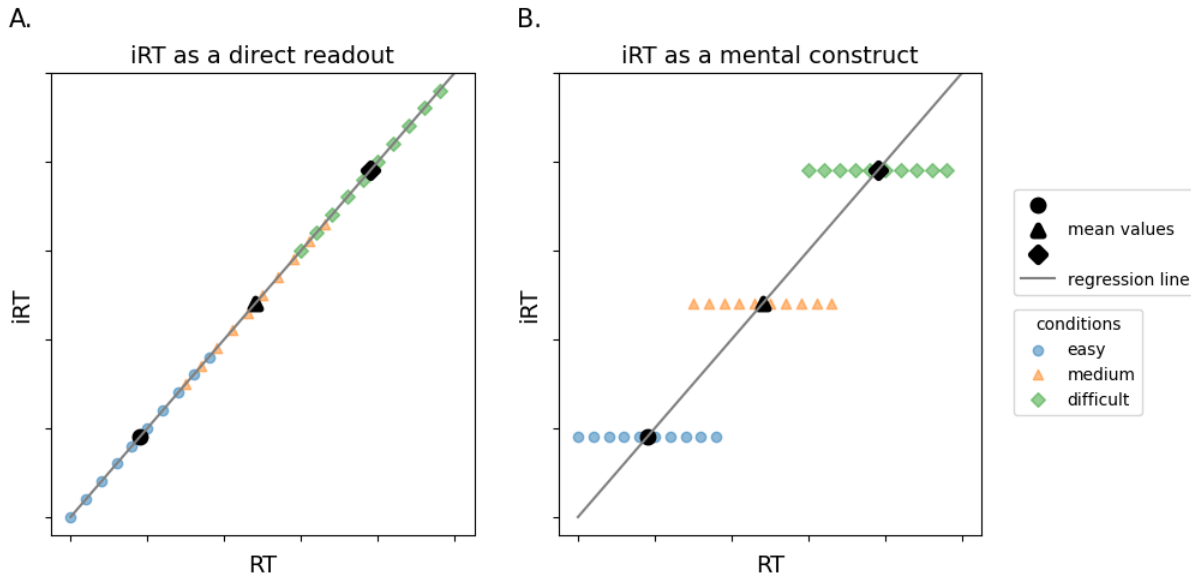 A.
iRT as a direct readout
iRT
RT
B.
iRT as a mental construct
iRT
RT
mean values
regression line
conditions
easy
medium
difficult